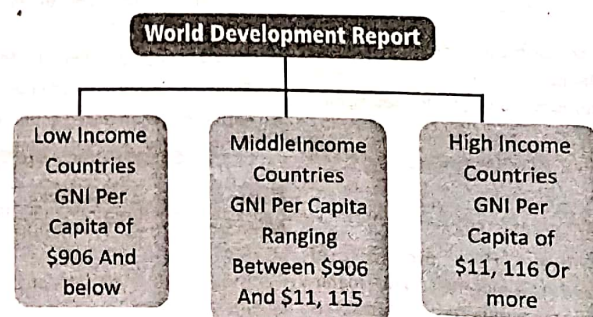 World Development Report
Low Income
Countries
GNI Per
Capita of
$906 And
below
MiddleIncome
Countries
GNI Per Capita
Ranging
Between $906
And $11, 115
High Income
Countries
GNI Per
Capita of
$11, 116 Or
more